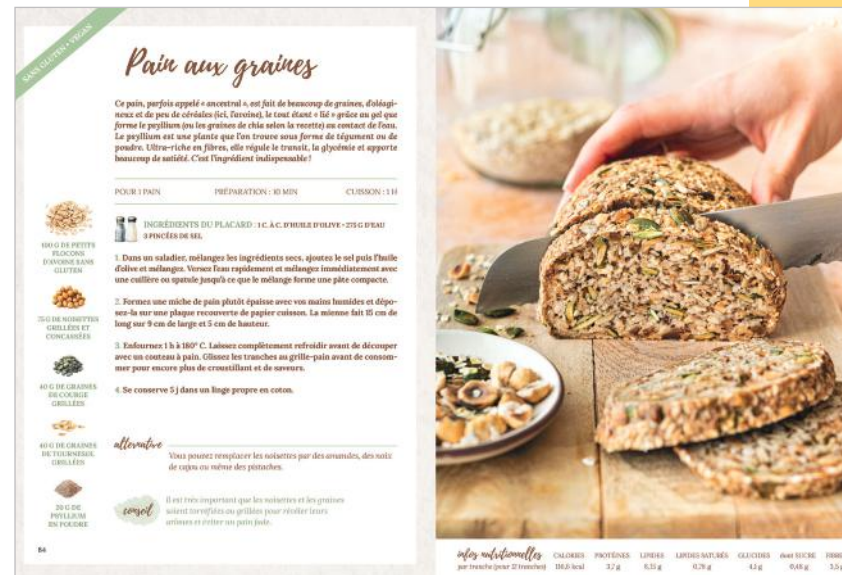 SANS GLUTEN • VEGAN
Pain aux graines
Ce pain, parfois appelé « ancestral », est fait de beaucoup de graines, d'oléagi-
neux et de peu de céréales (ici, l'avoine), le tout étant « lié » grâce au gel que
forme le psyllium (ou les graines de chia selon la recette) au contact de l'eau.
Le psyllium est une plante que l'on trouve sous forme de tégument ou de
poudre. Ultra-riche en fibres, elle régule le transit, la glycémie et apporte
beaucoup de satiété. C'est l'ingrédient indispensable !
POUR 1 PAIN PRÉPARATION : 10 MIN CUISSON : 1 H
INGRÉDIENTS DU PLACARD : 1 C. À C. D'HUILE D'OLIVE • 275 G D'EAU
3 PINCÉES DE SEL
100 G DE PETITS
FLOCONS
D'AVOINE SANS
GLUTEN
75 G DE NOISETTES
GRILLÉES ET
CONCASSÉES
40 G DE GRAINES
DE COURGE
GRILLÉES
40 G DE GRAINES
DE TOURNESOL
GRILLÉES
20 G DE
PSYLLIUM
EN POUDRE
1. Dans un saladier, mélangez les ingrédients secs, ajoutez le sel puis l'huile
d'olive et mélangez. Versez l'eau rapidement et mélangez immédiatement avec
une cuillère ou spatule jusqu'à ce que le mélange forme une pâte compacte.
2. Formez une miche de pain plutôt épaisse avec vos mains humides et dépo-
sez-la sur une plaque recouverte de papier cuisson. La mienne fait 15 cm de
long sur 9 cm de large et 5 cm de hauteur.
3. Enfournez 1 h à 180° C. Laissez complètement refroidir avant de découper
avec un couteau à pain. Glissez les tranches au grille-pain avant de consom-
mer pour encore plus de croustillant et de saveurs.
4. Se conserve 5 j dans un linge propre en coton.
alternative
Vous pouvez remplacer les noisettes par des amandes, des noix
de cajou ou même des pistaches.
conseil
Il est très important que les noisettes et les graines
soient torréfiées ou grillées pour révéler leurs
arômes et éviter un pain fade.
infos nutritionnelles CALORIES PROTÉINES LIPIDES LIPIDES SATURÉS GLUCIDES dont SUCRE
par tranche (pour 12 tranches) 3,7 g 0,48 g